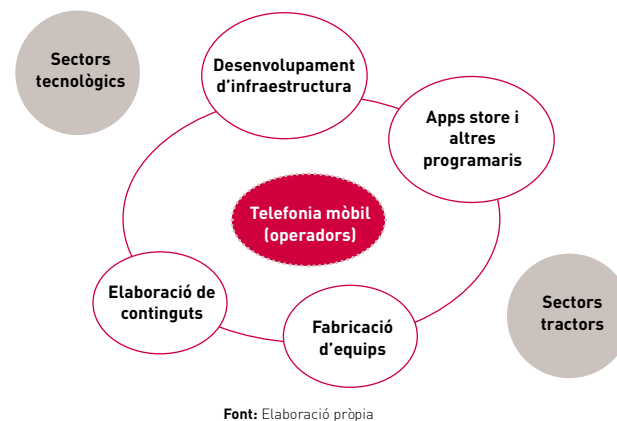 Sectors
tecnològics
Desenvolupament
d'infraestructura
Apps store i
altres
programaris
Telefonia mòbil
(operadors)
Elaboració de
continguts
Fabricació
d'equips
Sectors
tractors
Font: Elaboració pròpia